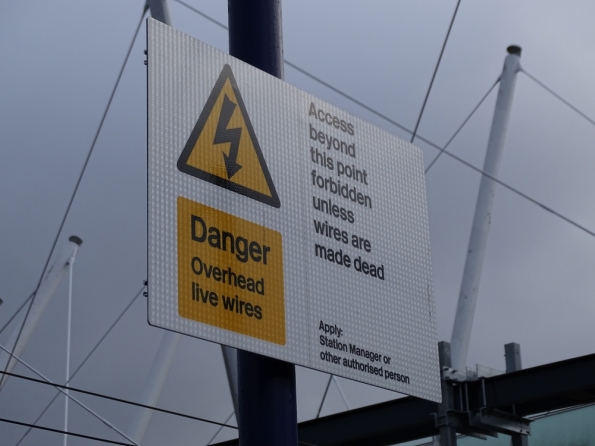 Danger
Overhead
live wires
Access
beyond
this point
forbidden
unless
wires are
made dead
Apply:
Station Manager or
other authorised person